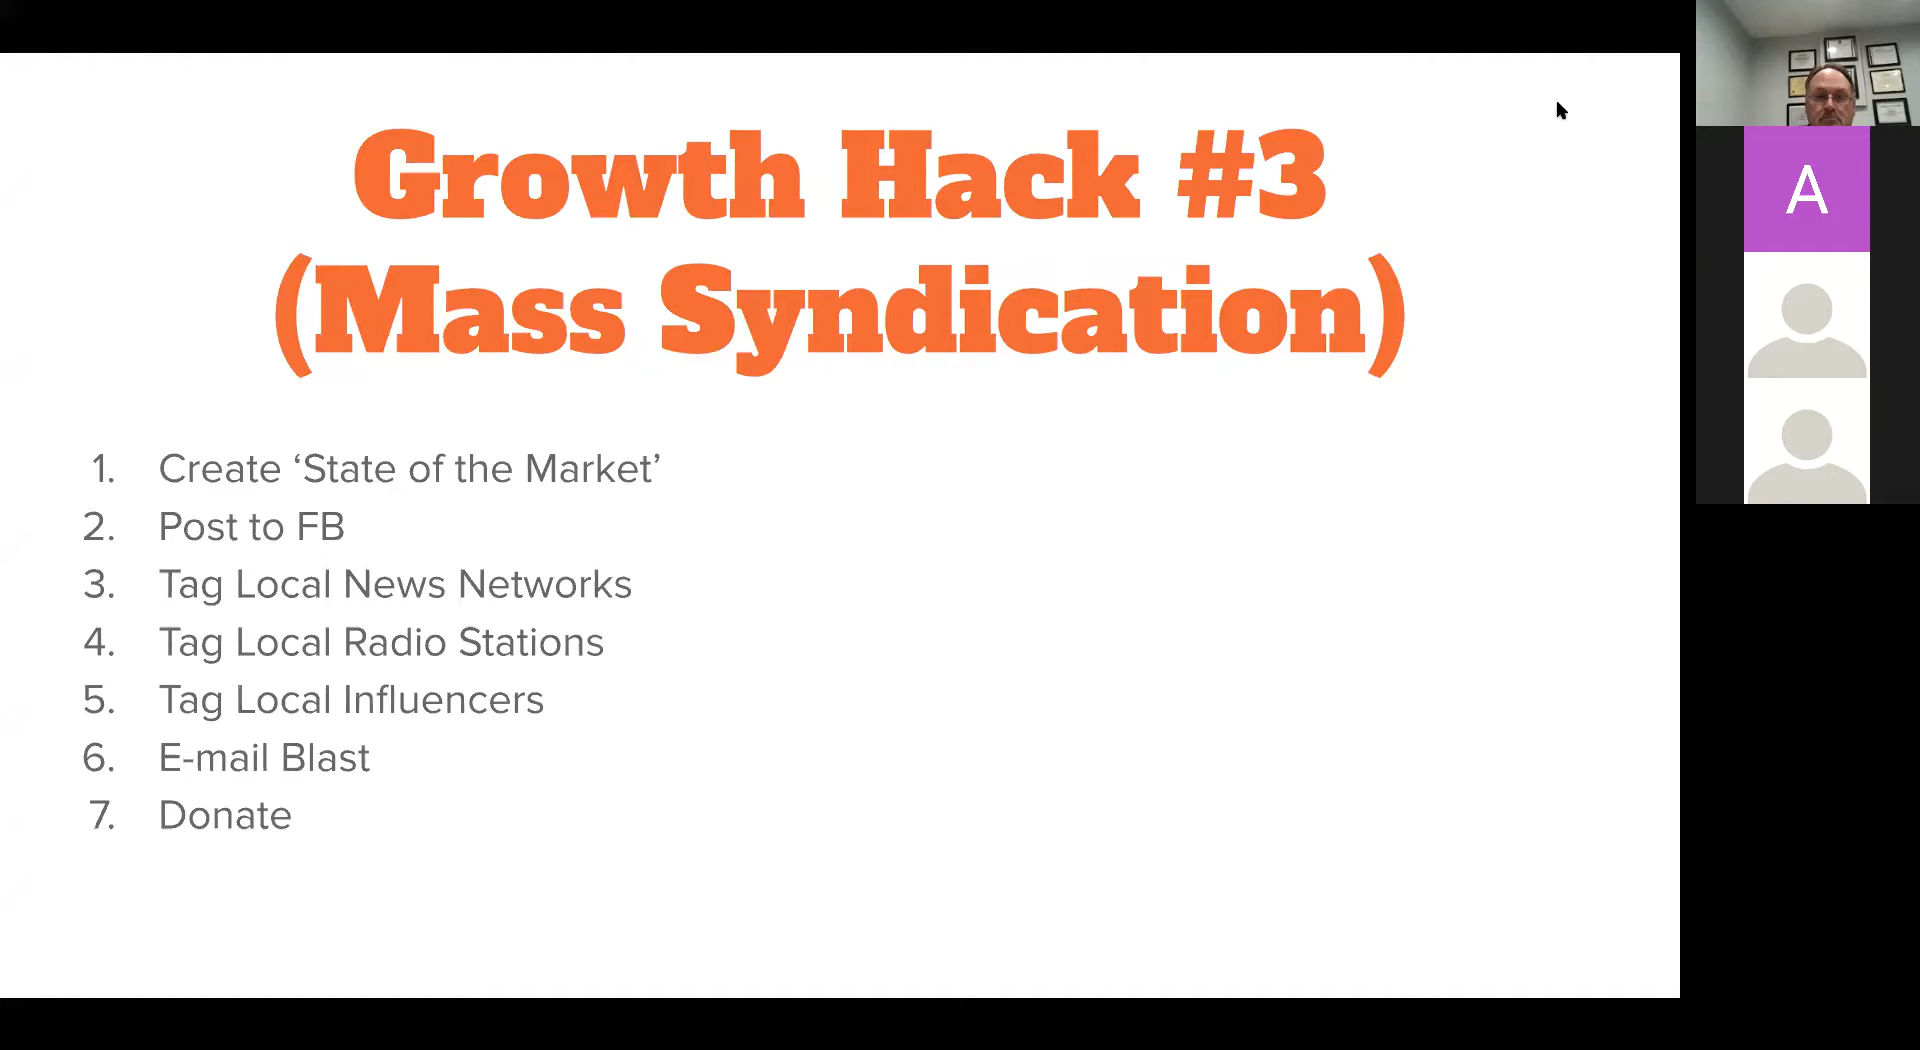 Growth Hack #3
(Mass Syndication)
1. Create ‘State of the Market’
2. Post to FB
3. Tag Local News Networks
4. Tag Local Radio Stations
5. Tag Local Influencers
6. E-mail Blast
7. Donate
A